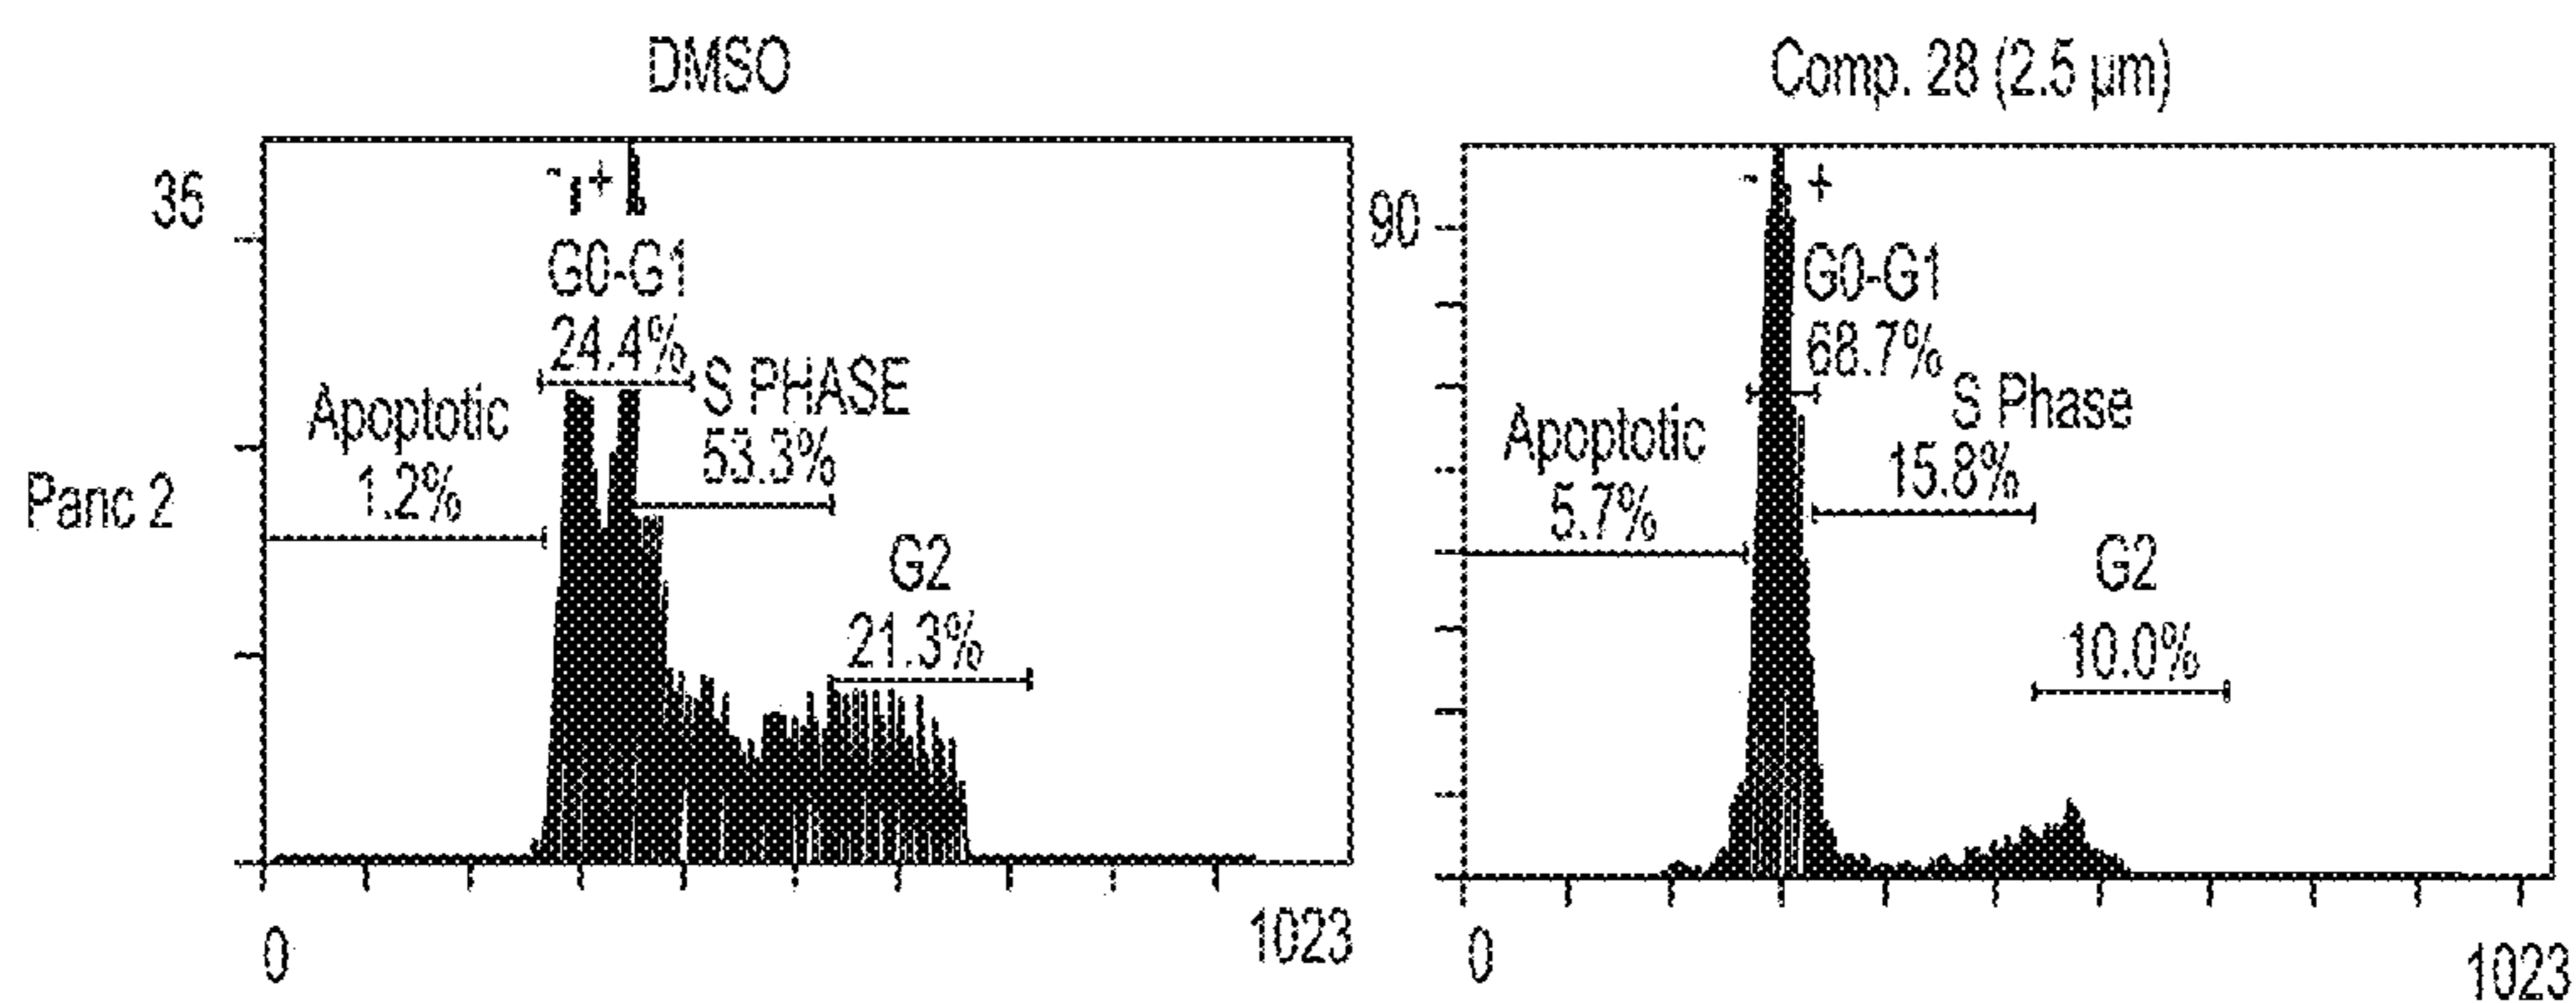 DMSO
Comp. 28 (2.5 µm)
35
- +
G0-G1
24.4%
S PHASE
53.3%
Apoptotic
1.2%
G2
21.3%
Panc 2
0
1023
90
- +
G0-G1
68.7%
S Phase
15.8%
Apoptotic
5.7%
G2
10.0%
0
1023